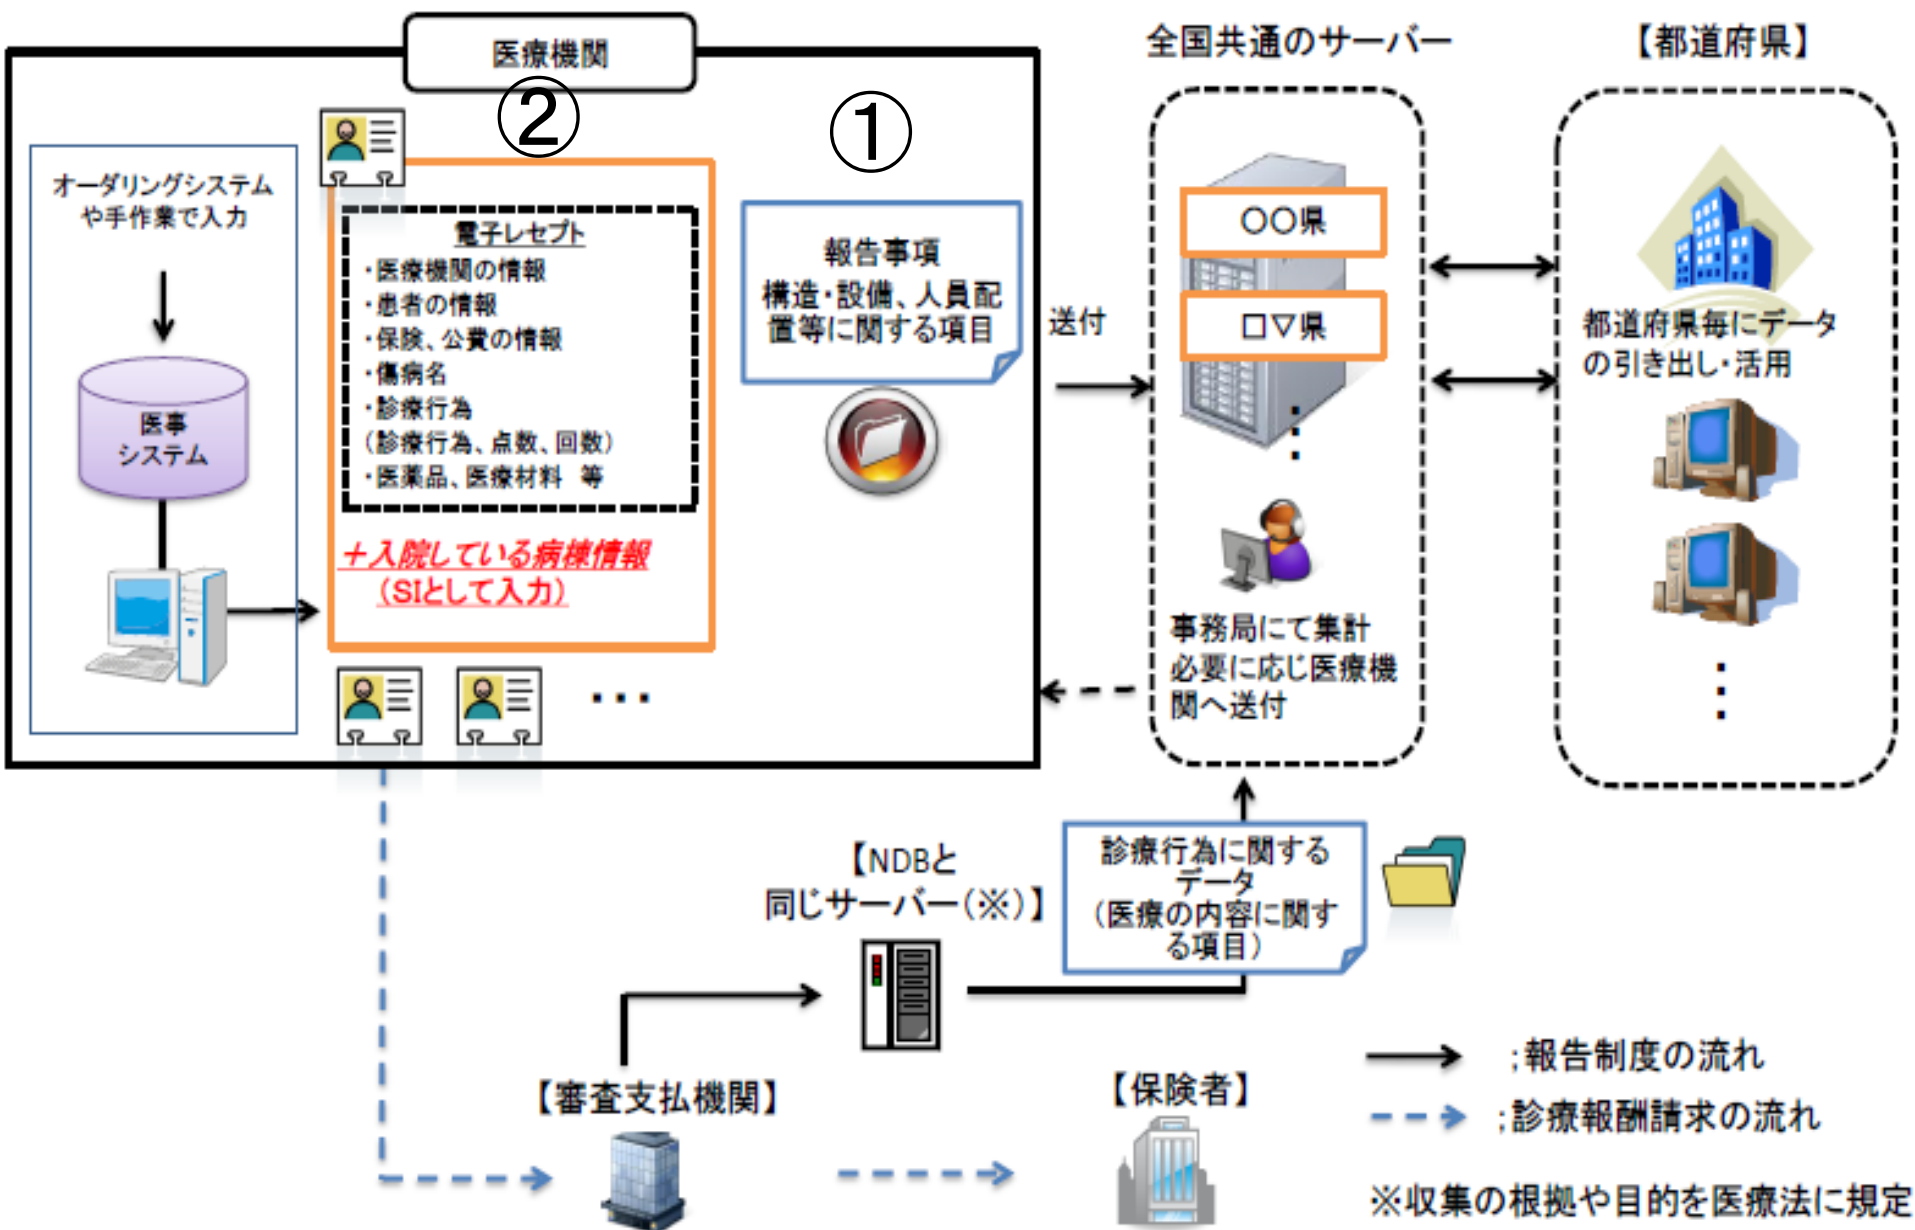 医療機関
②
①
オーダリングシステム
や手作業で入力
医事
システム
電子レセプト
・医療機関の情報
・患者の情報
・保険、公費の情報
・傷病名
・診療行為
（診療行為、点数、回数）
・医薬品、医療材料　等
＋入院している病棟情報
（SIとして入力）
・・・
報告事項
構造・設備、人員配
置等に関する項目
送付
全国共通のサーバー
〇〇県
□▽県
事務局にて集計
必要に応じ医療機
関へ送付
【都道府県】
都道府県毎にデータ
の引き出し・活用
【NDBと
同じサーバー（※）】
診療行為に関する
データ
（医療の内容に関す
る項目）
【審査支払機関】
【保険者】
;報告制度の流れ
;診療報酬請求の流れ
※収集の根拠や目的を医療法に規定